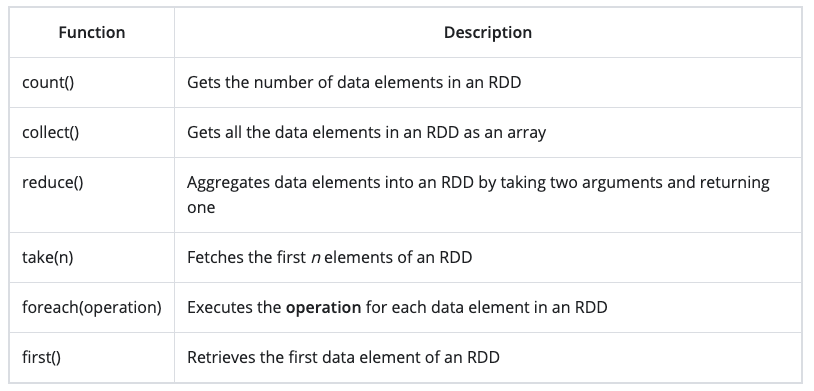 Function Description
count() Gets the number of data elements in an RDD
collect() Gets all the data elements in an RDD as an array
reduce() Aggregates data elements into an RDD by taking two arguments and returning
one
take(n) Fetches the first n elements of an RDD
foreach(operation) Executes the operation for each data element in an RDD
first() Retrieves the first data element of an RDD